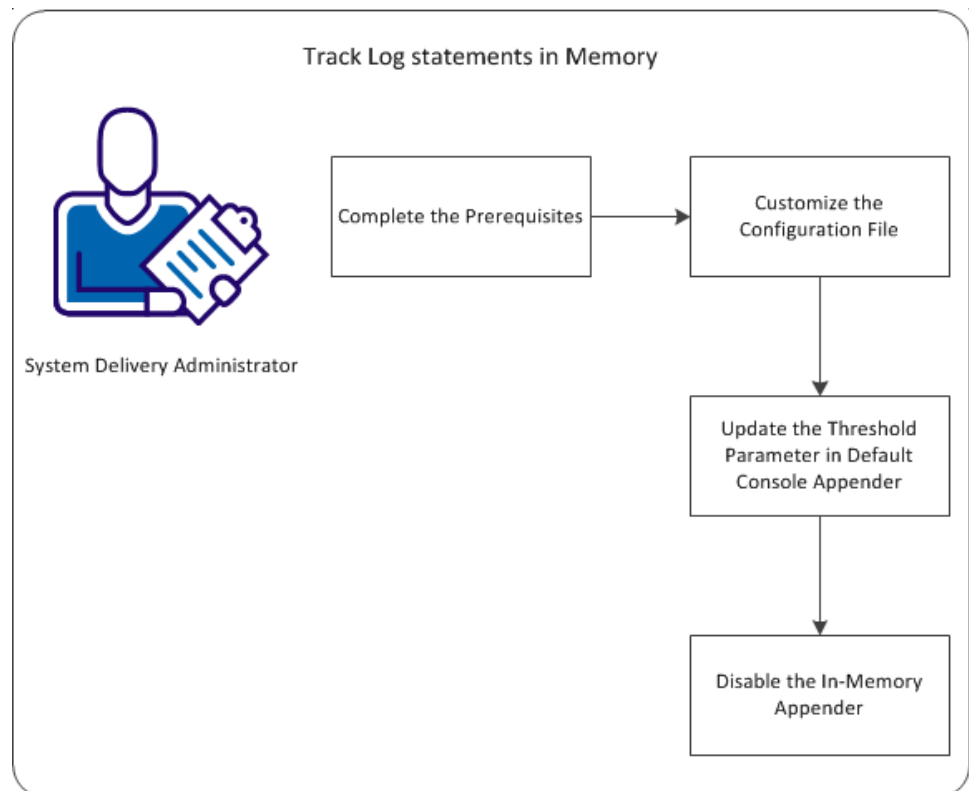 Track Log statements in Memory
System Delivery Administrator
Complete the Prerequisites
Customize the
Configuration File
Update the Threshold
Parameter in Default
Console Appender
Disable the In-Memory
Appender